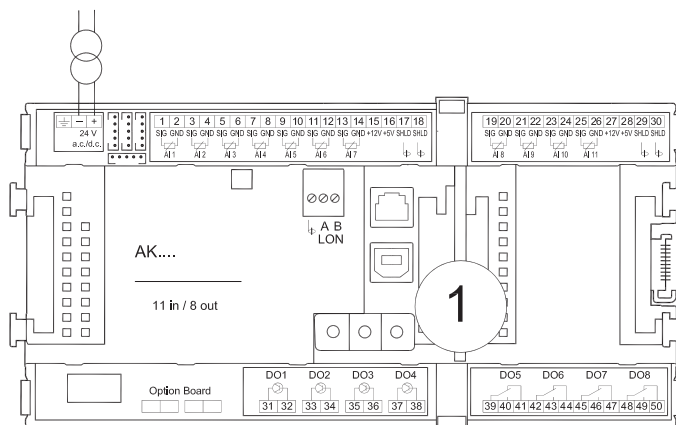 1 2 3 4 5 6 7 8 9 10 11 12 13 14 15 16 17 18
SIG GND SIG GND SIG GND SIG GND SIG GND SIG GND SIG GND +12V +5V SHLD SHLD
AI 1 AI 2 AI 3 AI 4 AI 5 AI 6 AI 7
19 20 21 22 23 24 25 26 27 28 29 30
SIG GND SIG GND SIG GND SIG GND +12V +5V SHLD SHLD
AI 8 AI 9 AI 10 AI 11
− +
24 V
a.c./d.c.
A B
LON
AK....
11 in / 8 out
1
Option Board
DO1 DO2 DO3 DO4
31 32 33 34 35 36 37 38
DO5 DO6 DO7 DO8
39 40 41 42 43 44 45 46 47 48 49 50